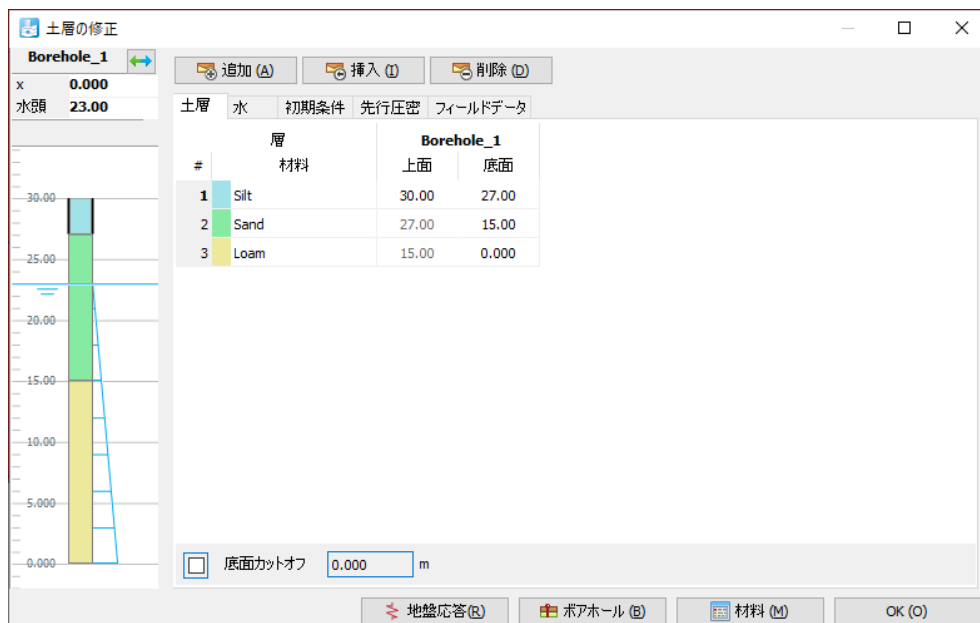 土層の修正
Borehole_1
x 0.000
水頭 23.00
30.00
25.00
20.00
15.00
10.00
5.000
0.000
追加 (A) 挿入 (I) 削除 (D)
土層 水 初期条件 先行圧密 フィールドデータ
層 Borehole_1
# 材料 上面 底面
1 Silt 30.00 27.00
2 Sand 27.00 15.00
3 Loam 15.00 0.000
底面カットオフ 0.000 m
地盤応答(R) ボアホール (B) 材料 (M) OK (O)